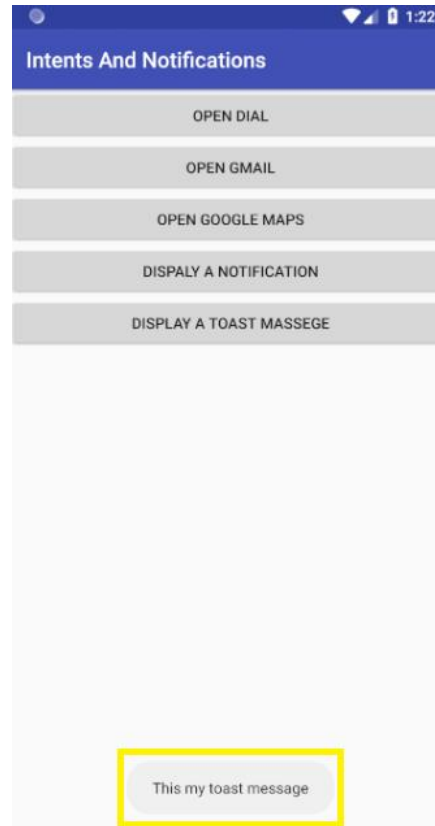 1:22
Intents And Notifications
OPEN DIAL
OPEN GMAIL
OPEN GOOGLE MAPS
DISPALY A NOTIFICATION
DISPLAY A TOAST MASSEGE
This my toast message